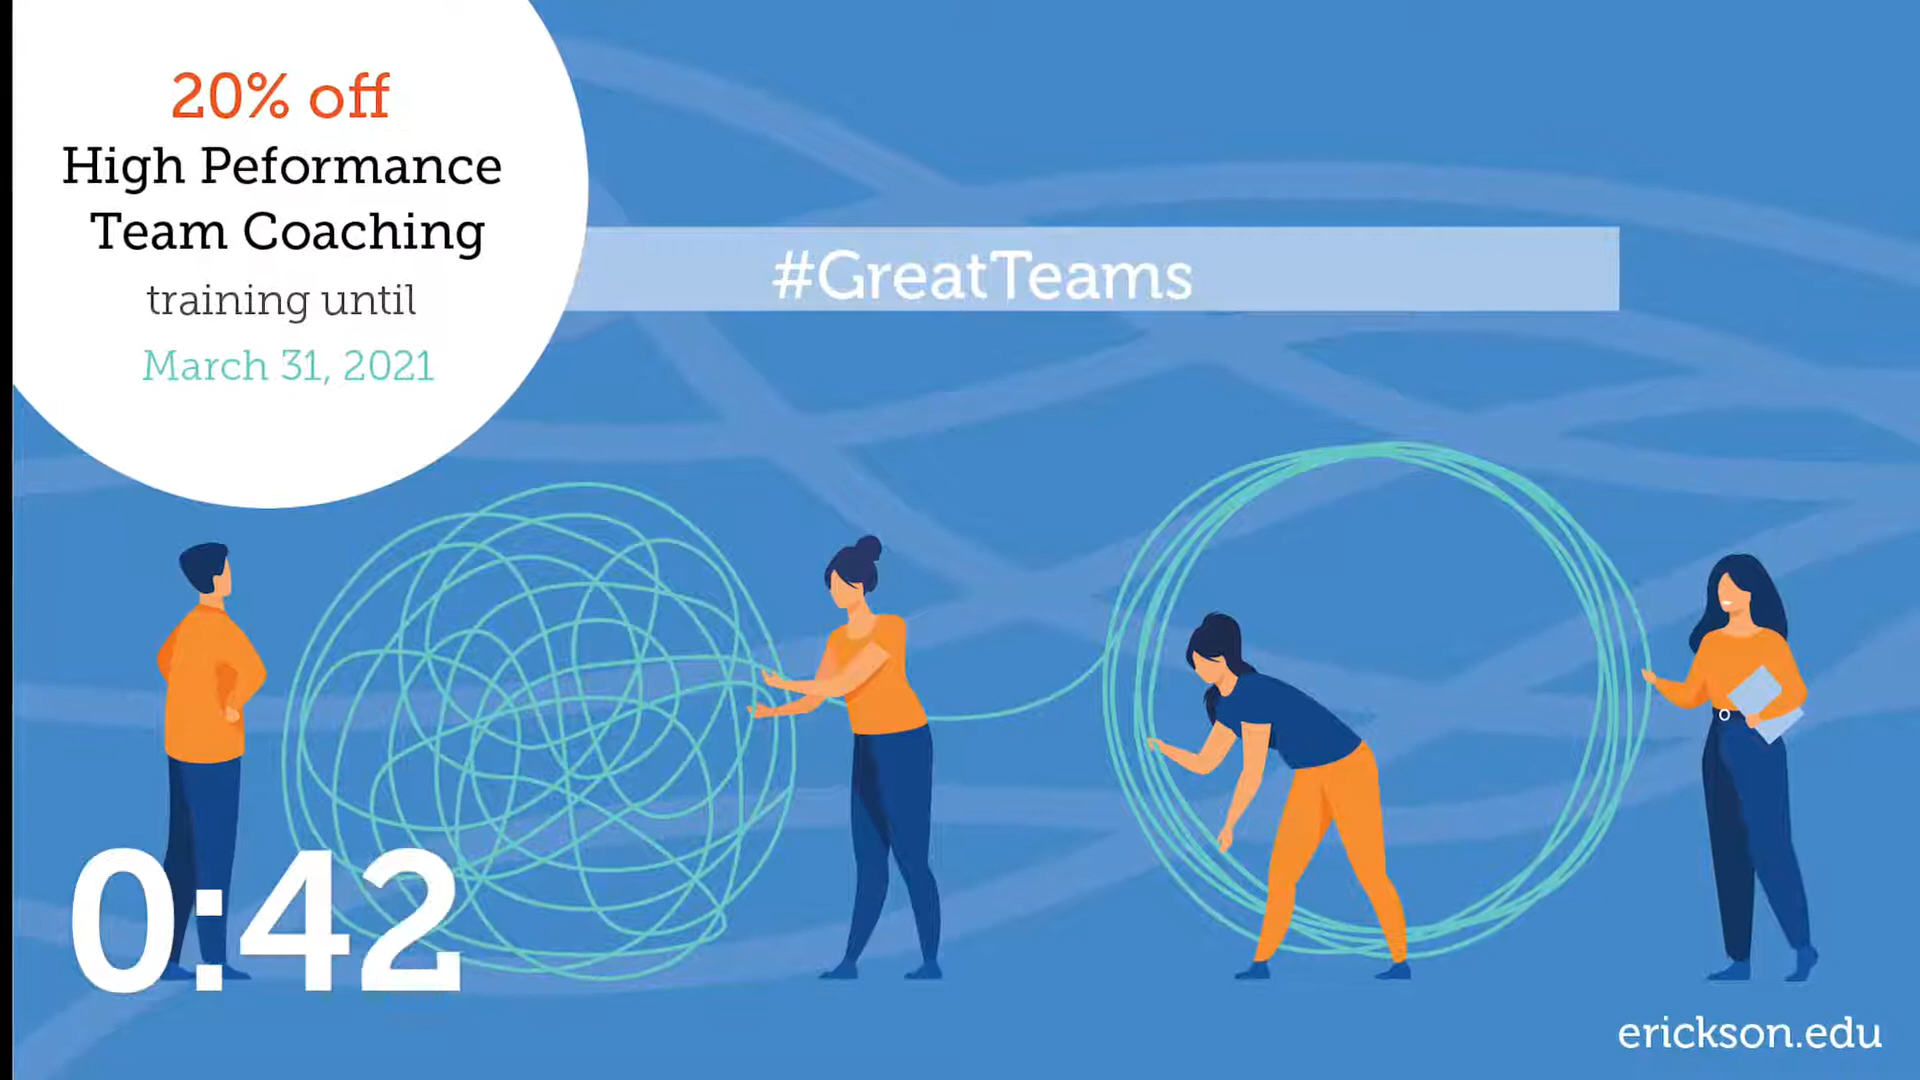 20% off
High Peformance
Team Coaching
training until
March 31, 2021
#GreatTeams
0:42
erickson.edu